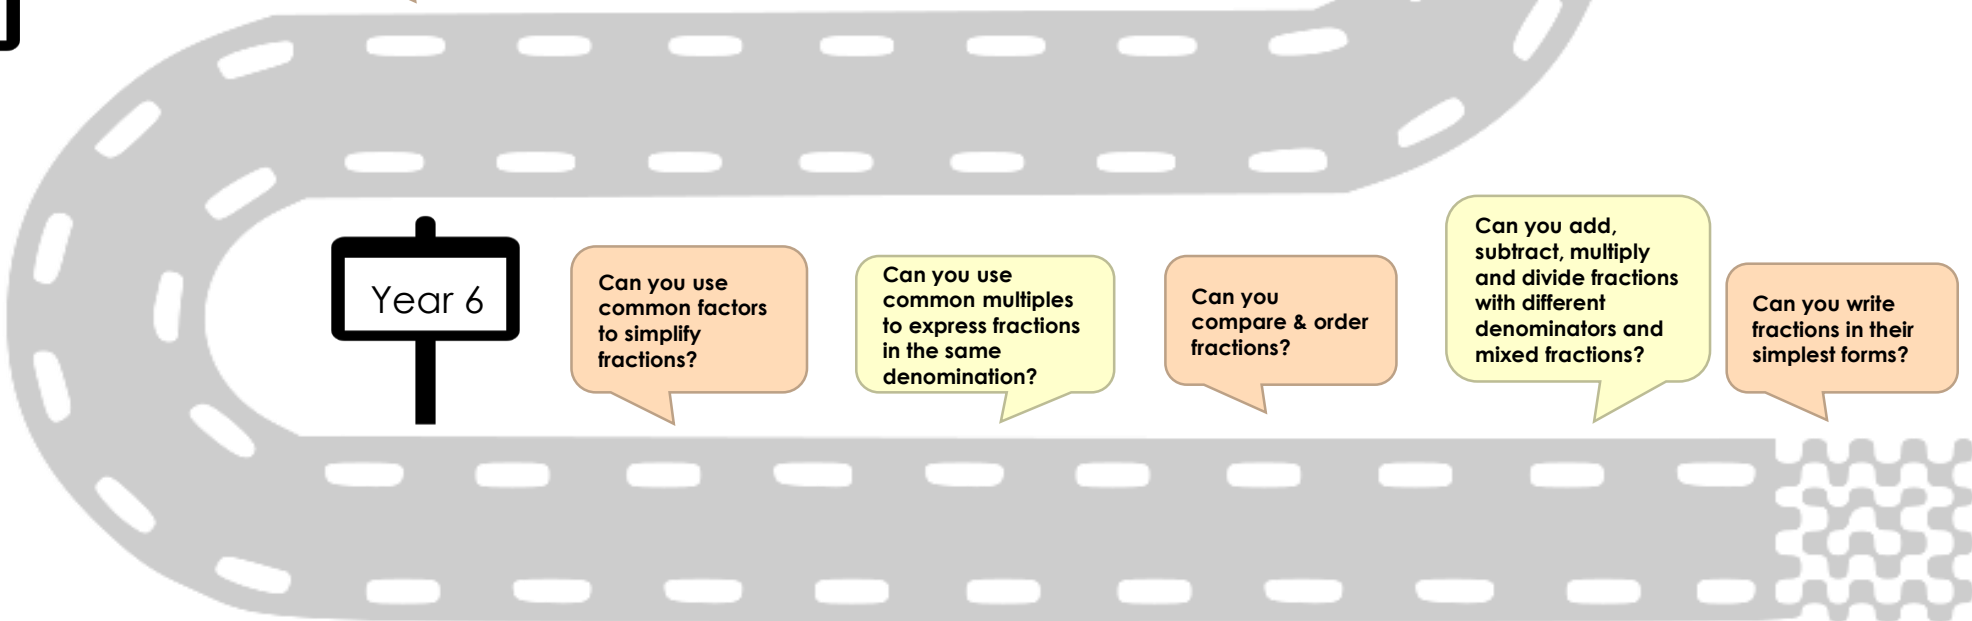 Year 6
Can you use
common factors
to simplify
fractions?
Can you use
common multiples
to express fractions
in the same
denomination?
Can you
compare & order
fractions?
Can you add,
subtract, multiply
and divide fractions
with different
denominators and
mixed fractions?
Can you write
fractions in their
simplest forms?